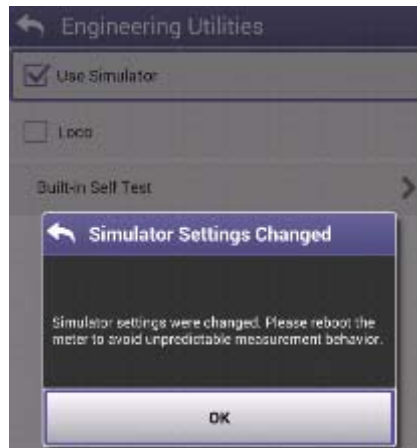 Engineering Utilities
Use Simulator
Loco
Built-in Self Test
Simulator Settings Changed
Simulator settings were changed. Please reboot the
meter to avoid unpredictable measurement behavior.
OK